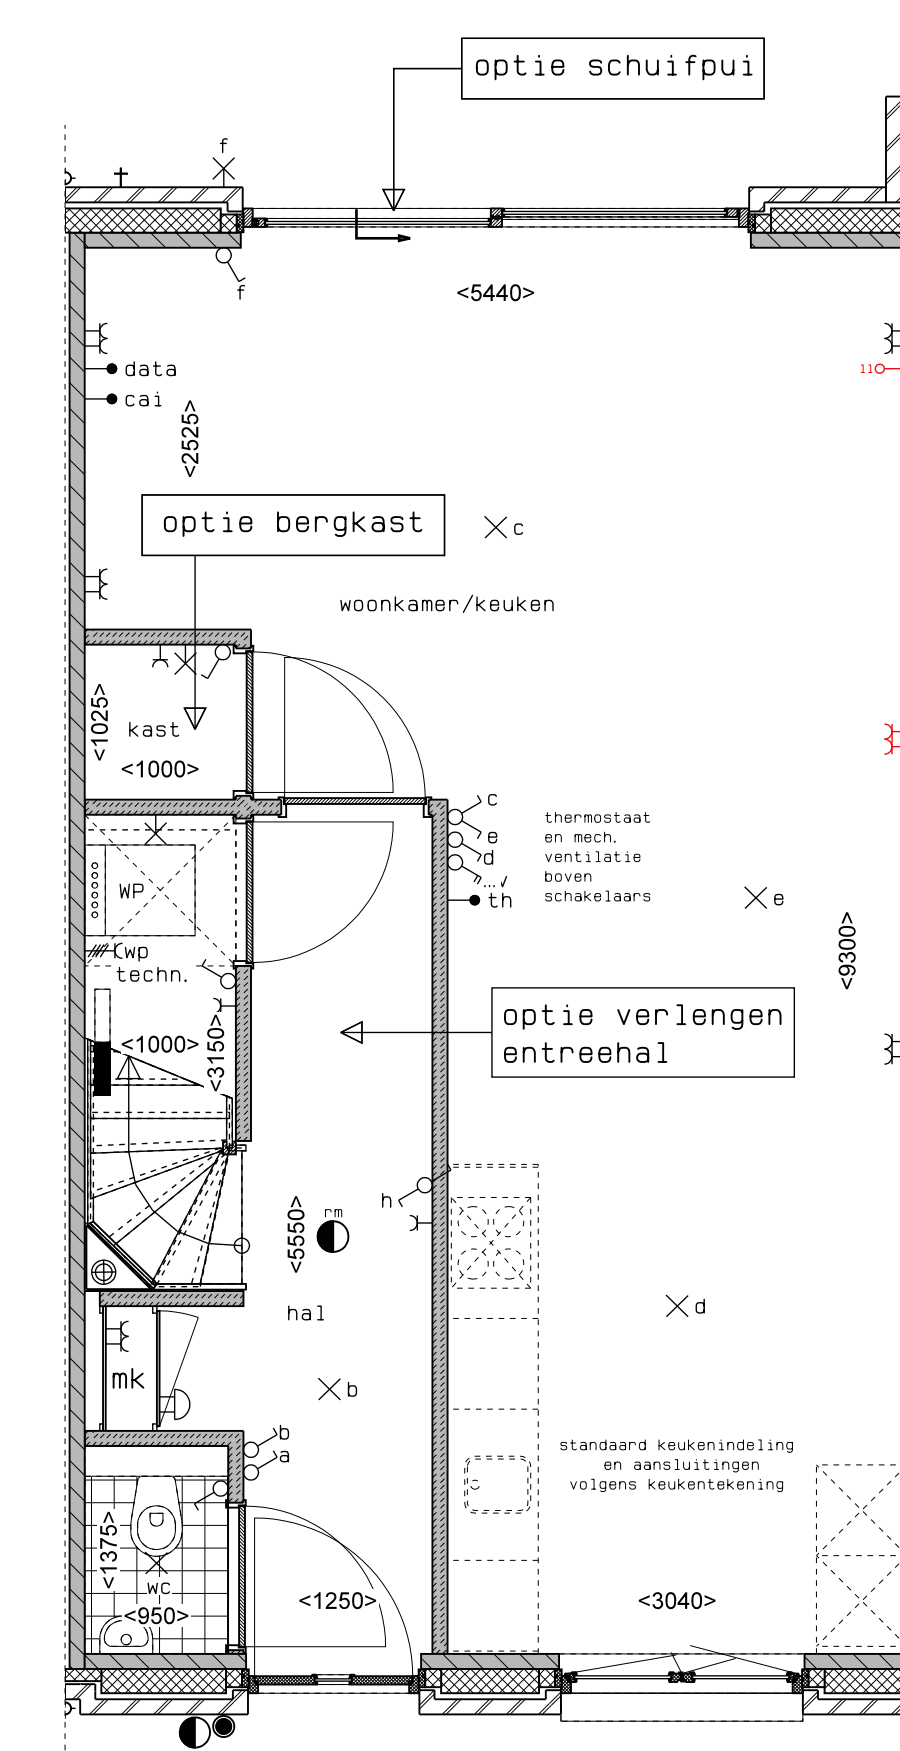 optie schuifpui
f
f
<5440>
data
11
cai
<2525>
optie bergkast
c
woonkamer/keuken
<1025>
kast
<1000>
c
e
d
th
thermostaat
en mech.
ventilatie
boven
schakelaars
WP
e
wp
techn.
<9300>
optie verlengen
entreehal
<1000>
<3150>
h
rm
<5550>
hal
d
mk
b
b
a
standaard keukenindeling
en aansluitingen
volgens keukentekening
<1375>
wc
<950>
<1250>
<3040>